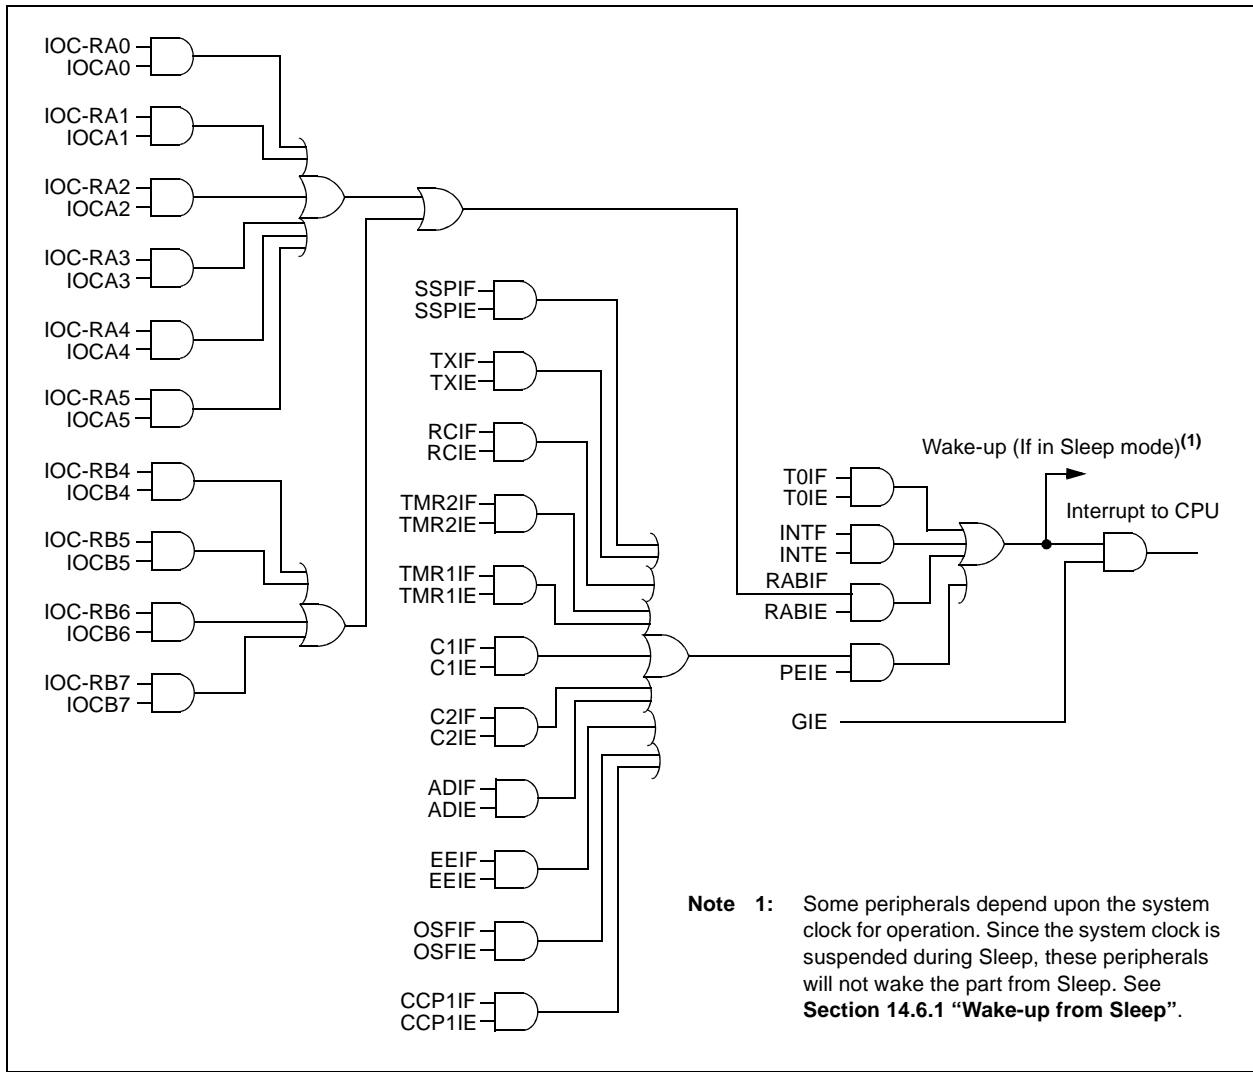 IOC-RA0
IOCA0
IOC-RA1
IOCA1
IOC-RA2
IOCA2
IOC-RA3
IOCA3
IOC-RA4
IOCA4
IOC-RA5
IOCA5
IOC-RB4
IOCB4
IOC-RB5
IOCB5
IOC-RB6
IOCB6
IOC-RB7
IOCB7
SSPIF
SSPIE
TXIF
TXIE
RCIF
RCIE
TMR2IF
TMR2IE
TMR1IF
TMR1IE
C1IF
C1IE
C2IF
C2IE
ADIF
ADIE
EEIF
EEIE
OSFIF
OSFIE
CCP1IF
CCP1IE
Wake-up (If in Sleep mode)(1)
T0IF
T0IE
Interrupt to CPU
INTF
INTE
RABIF
RABIE
PEIE
GIE
Note 1: Some peripherals depend upon the system
clock for operation. Since the system clock is
suspended during Sleep, these peripherals
will not wake the part from Sleep. See
Section 14.6.1 “Wake-up from Sleep”.